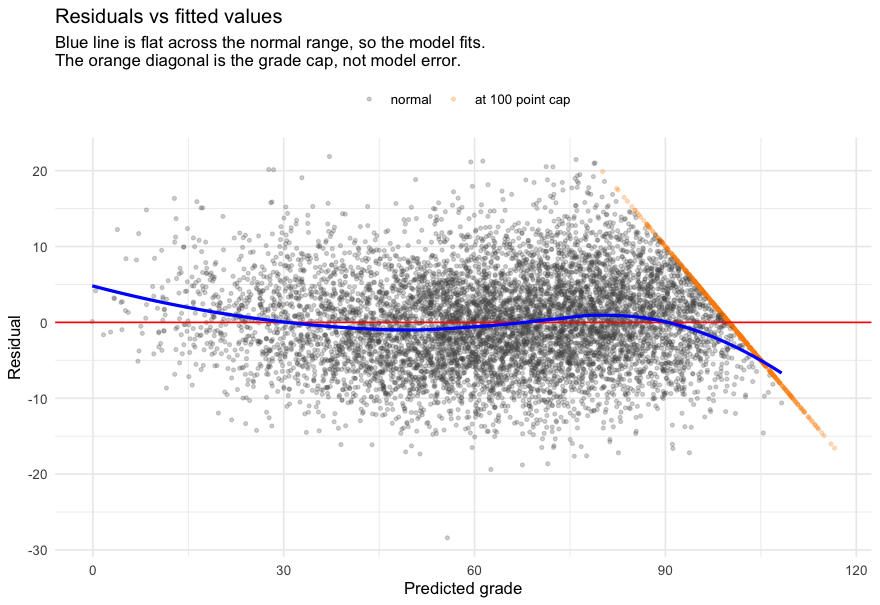 Residuals vs fitted values
Blue line is flat across the normal range, so the model fits.
The orange diagonal is the grade cap, not model error.
normal at 100 point cap
20
10
0
-10
-20
-30
Residual
0 30 60 90 120
Predicted grade